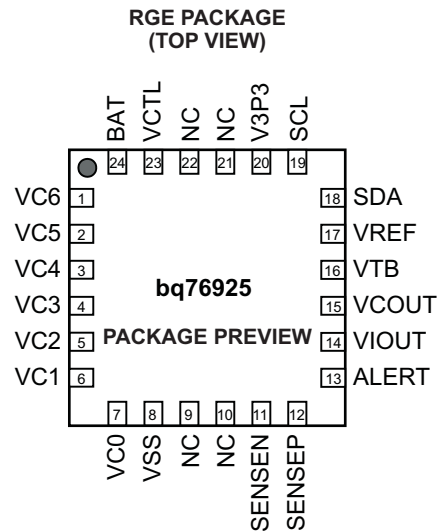 RGE PACKAGE
(TOP VIEW)
BAT VCTL NC NC V3P3 SCL
24 23 22 21 20 19
VC6 1 18 SDA
VC5 2 17 VREF
VC4 3 16 VTB
bq76925
VC3 4 15 VCOUT
VC2 5 PACKAGE PREVIEW 14 VIOUT
VC1 6 13 ALERT
7 8 9 10 11 12
VC0 VSS NC NC SENSEN SENSEP